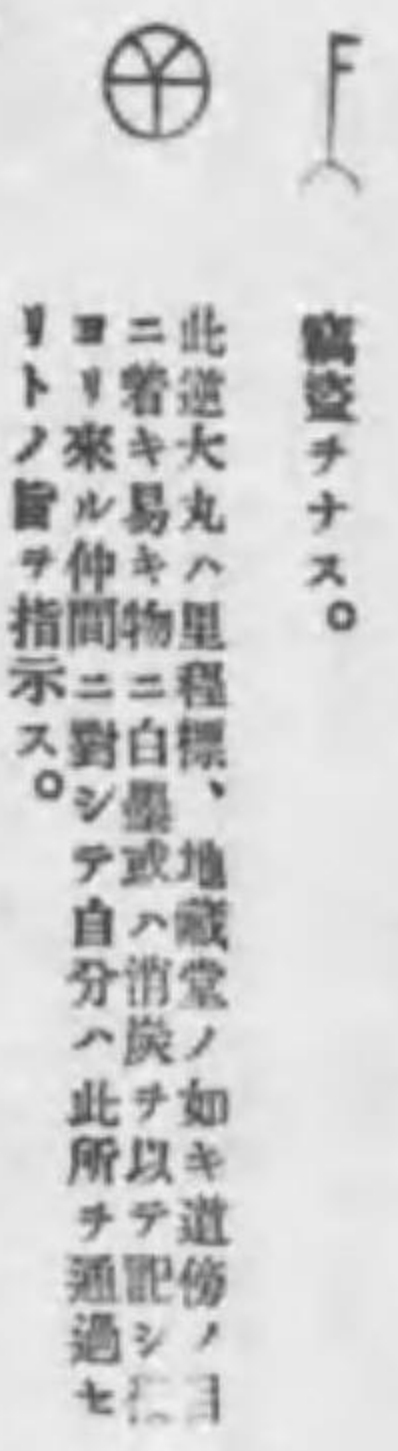 竊盜ヲナス。
此逆大丸ハ里程標、地藏堂ノ如キ道傍ノ目
ニ着キ易キ物ニ白墨或ハ消炭ヲ以テ記シ
ヨリ來ル仲間ニ對シテ自分ハ此所ヲ通過セ
リトノ旨ヲ指示ス。